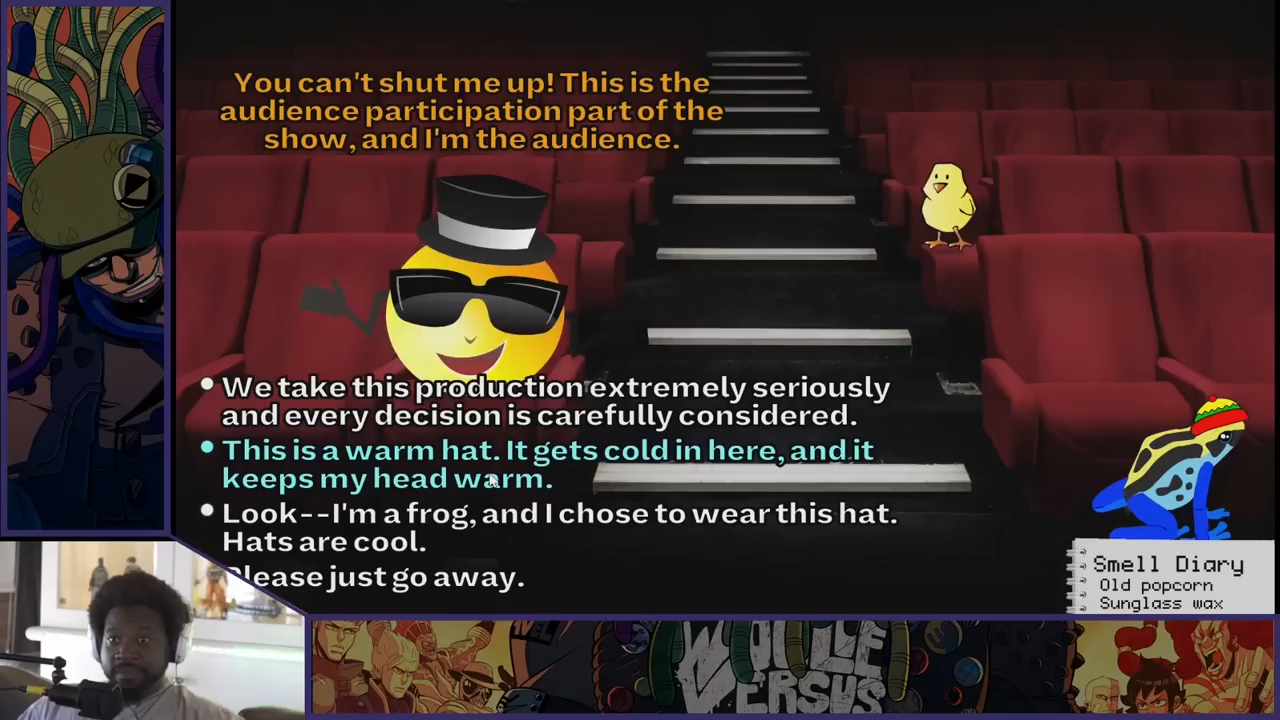 You can't shut me up! This is the
audience participation part of the
show, and I'm the audience.
• We take this production extremely seriously
and every decision is carefully considered.
• This is a warm hat. It gets cold in here, and it
keeps my head warm.
• Look--I'm a frog, and I chose to wear this hat.
Hats are cool.
Please just go away.
Smell Diary
Old popcorn
Sunglass wax
VERSUS